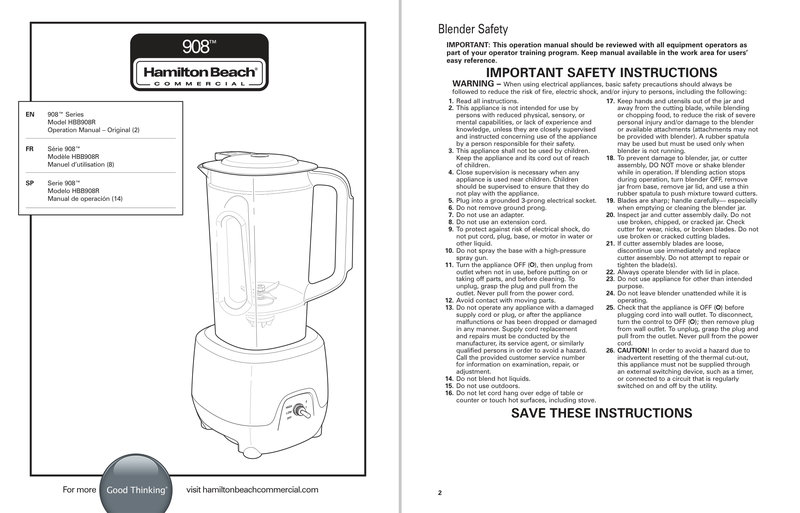 908™
Hamilton Beach®
COMMERCIAL
EN 908™ Series
Model HBB908R
Operation Manual – Original (2)
FR Série 908™
Modèle HBB908R
Manuel d'utilisation (8)
SP Serie 908™
Modelo HBB908R
Manual de operación (14)
For more Good Thinking® visit hamiltonbeachcommercial.com
Blender Safety
IMPORTANT: This operation manual should be reviewed with all equipment operators as
part of your operator training program. Keep manual available in the work area for users'
easy reference.
IMPORTANT SAFETY INSTRUCTIONS
WARNING – When using electrical appliances, basic safety precautions should always be
followed to reduce the risk of fire, electric shock, and/or injury to persons, including the following:
1. Read all instructions.
2. This appliance is not intended for use by
persons with reduced physical, sensory, or
mental capabilities, or lack of experience and
knowledge, unless they are closely supervised
and instructed concerning use of the appliance
by a person responsible for their safety.
3. This appliance shall not be used by children.
Keep the appliance and its cord out of reach
of children.
4. Close supervision is necessary when any
appliance is used near children. Children
should be supervised to ensure that they do
not play with the appliance.
5. Plug into a grounded 3-prong electrical socket.
6. Do not remove ground prong.
7. Do not use an adapter.
8. Do not use an extension cord.
9. To protect against risk of electrical shock, do
not put cord, plug, base, or motor in water or
other liquid.
10. Do not spray the base with a high-pressure
spray gun.
11. Turn the appliance OFF (O), then unplug from
outlet when not in use, before putting on or
taking off parts, and before cleaning. To
unplug, grasp the plug and pull from the
outlet. Never pull from the power cord.
12. Avoid contact with moving parts.
13. Do not operate any appliance with a damaged
supply cord or plug, or after the appliance
malfunctions or has been dropped or damaged
in any manner. Supply cord replacement
and repairs must be conducted by the
manufacturer, its service agent, or similarly
qualified persons in order to avoid a hazard.
Call the provided customer service number
for information on examination, repair, or
adjustment.
14. Do not blend hot liquids.
15. Do not use outdoors.
16. Do not let cord hang over edge of table or
counter or touch hot surfaces, including stove.
17. Keep hands and utensils out of the jar and
away from the cutting blade, while blending
or chopping food, to reduce the risk of severe
personal injury and/or damage to the blender
or available attachments (attachments may not
be provided with blender). A rubber spatula
may be used but must be used only when
blender is not running.
18. To prevent damage to blender, jar, or cutter
assembly, DO NOT move or shake blender
while in operation. If blending action stops
during operation, turn blender OFF, remove
jar from base, remove jar lid, and use a thin
rubber spatula to push mixture toward cutters.
19. Blades are sharp; handle carefully— especially
when emptying or cleaning the blender jar.
20. Inspect jar and cutter assembly daily. Do not
use broken, chipped, or cracked jar. Check
cutter for wear, nicks, or broken blades. Do not
use broken or cracked cutting blades.
21. If cutter assembly blades are loose,
discontinue use immediately and replace
cutter assembly. Do not attempt to repair or
tighten the blade(s).
22. Always operate blender with lid in place.
23. Do not use appliance for other than intended
purpose.
24. Do not leave blender unattended while it is
operating.
25. Check that the appliance is OFF (O) before
plugging cord into wall outlet. To disconnect,
turn the control to OFF (O); then remove plug
from wall outlet. To unplug, grasp the plug and
pull from the outlet. Never pull from the power
cord.
26. CAUTION! In order to avoid a hazard due to
inadvertent resetting of the thermal cut-out,
this appliance must not be supplied through
an external switching device, such as a timer,
or connected to a circuit that is regularly
switched on and off by the utility.
SAVE THESE INSTRUCTIONS
2